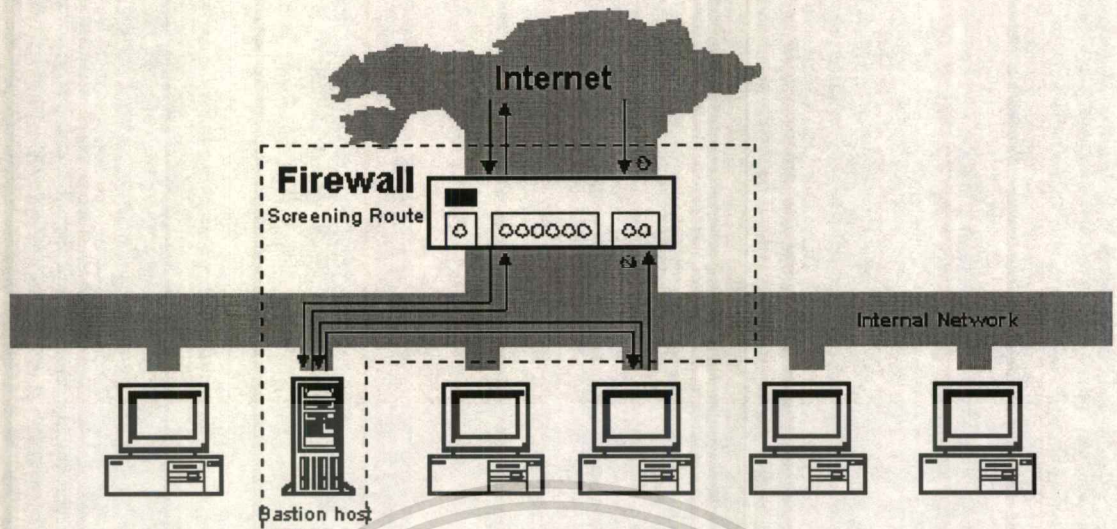 Internet
Firewall
Screening Route
Internal Network
Bastion host